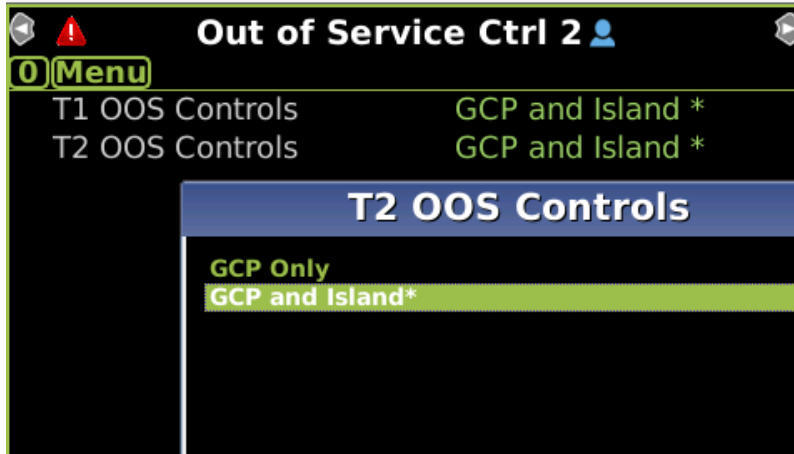 Out of Service Ctrl 2
0 Menu
T1 OOS Controls GCP and Island *
T2 OOS Controls GCP and Island *
T2 OOS Controls
GCP Only
GCP and Island*